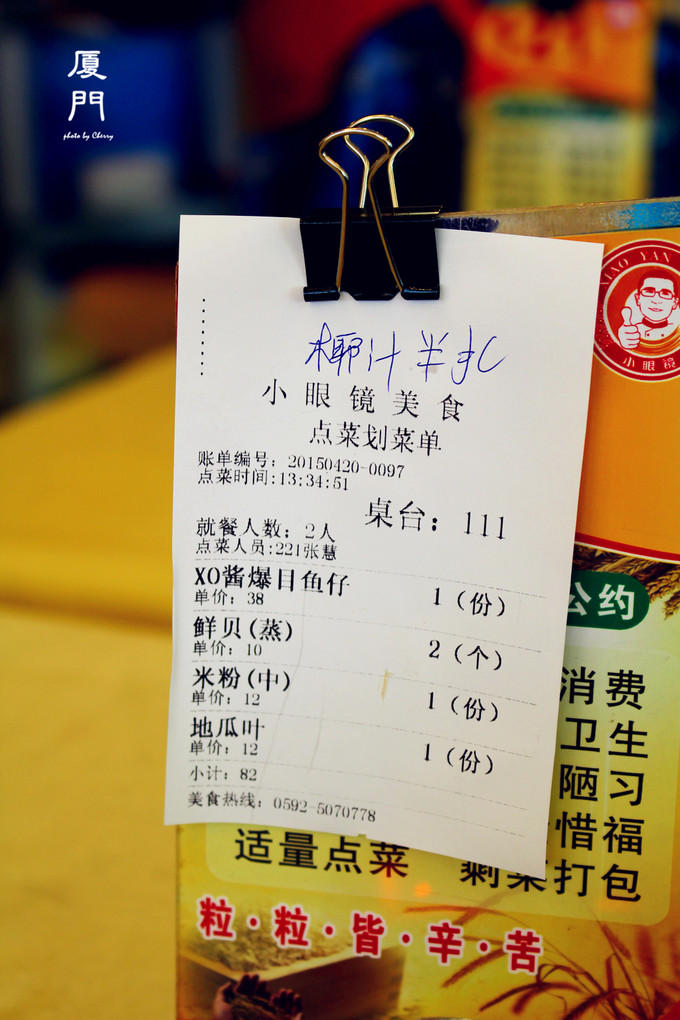 厦門
photo by Cherry
XIAO YAN
小眼镜
椰汁半扎
小眼镜美食
点菜划菜单
账单编号: 20150420-0097
点菜时间:13:34:51
桌台: 111
就餐人数: 2人
点菜人员:221张慧
XO酱爆目鱼仔 1(份)
单价: 38
鲜贝(蒸) 2(个)
单价: 10
米粉(中) 1(份)
单价: 12
地瓜叶 1(份)
单价: 12
小计: 82
美食热线: 0592-5070778
公约
消费
卫生
陋习
惜福
适量点菜 剩菜打包
粒·粒·皆·辛·苦